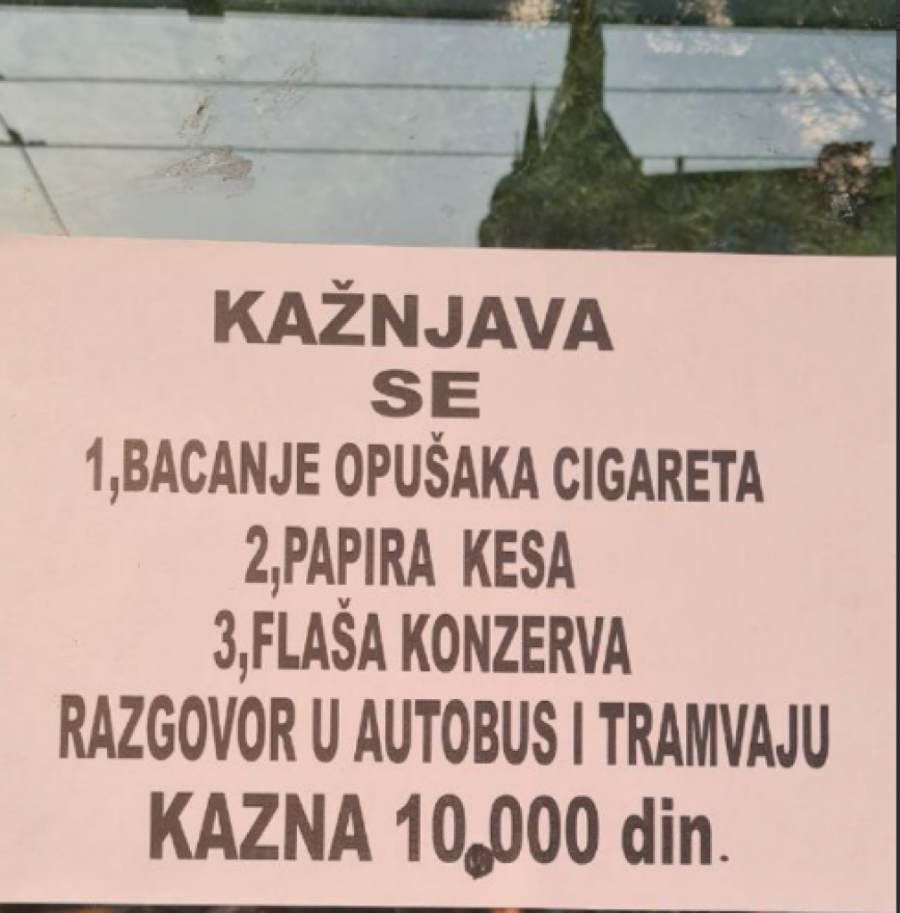 KAŽNJAVA
SE
1,BACANJE OPUŠAKA CIGARETA
2,PAPIRA KESA
3,FLAŠA KONZERVA
RAZGOVOR U AUTOBUS I TRAMVAJU
KAZNA 10.000 din.